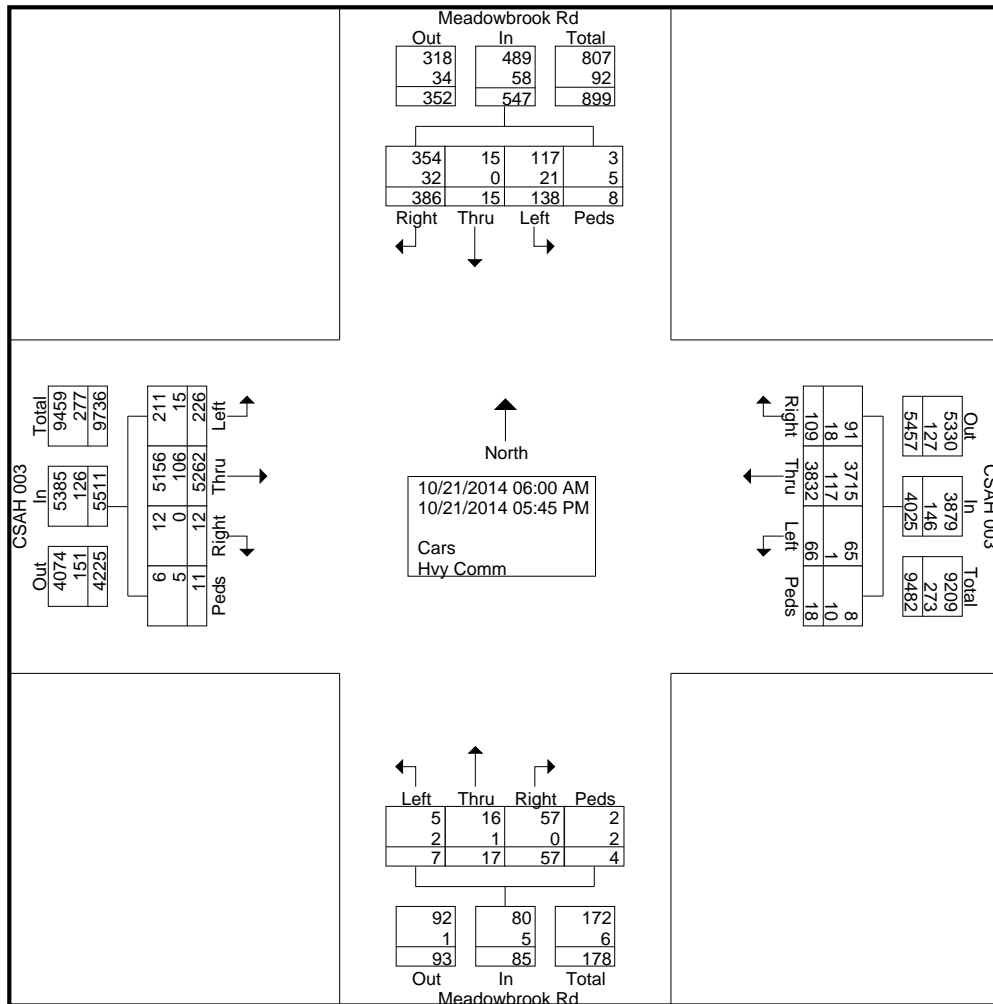 Meadowbrook Rd
Out In Total
318 489 807
34 58 92
352 547 899
354 15 117 3
32 0 21 5
386 15 138 8
Right Thru Left Peds
CSAH 003
Total In Out
9459 5385 4074
277 126 151
9736 5511 4225
211 5156 12 6
15 106 0 5
226 5262 12 11
Left Thru Right Peds
North
10/21/2014 06:00 AM
10/21/2014 05:45 PM
Cars
Hvy Comm
Right Thru Left Peds
91 3715 65 8
18 117 1 10
109 3832 66 18
Out In Total
5330 3879 9209
127 146 273
5457 4025 9482
CSAH 003
Left Thru Right Peds
5 16 57 2
2 1 0 2
7 17 57 4
92 80 172
1 5 6
93 85 178
Out In Total
Meadowbrook Rd